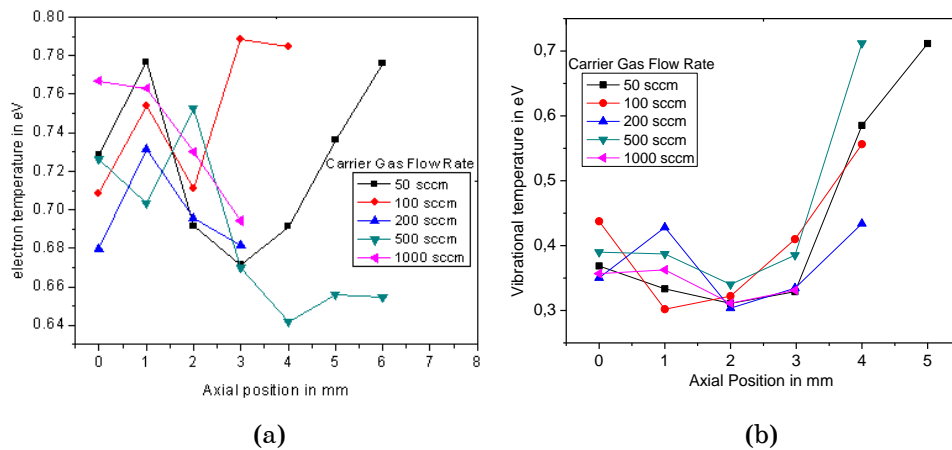 0.80
0.78
0.76
0.74
0.72
0.70
0.68
0.66
0.64
electron temperature in eV
Carrier Gas Flow Rate
50 sccm
100 sccm
200 sccm
500 sccm
1000 sccm
0 1 2 3 4 5 6 7 8
Axial position in mm
(a)
0,7
0,6
0,5
0,4
0,3
Vibrational temperature in eV
Carrier Gas Flow Rate
50 sccm
100 sccm
200 sccm
500 sccm
1000 sccm
0 1 2 3 4 5
Axial Position in mm
(b)